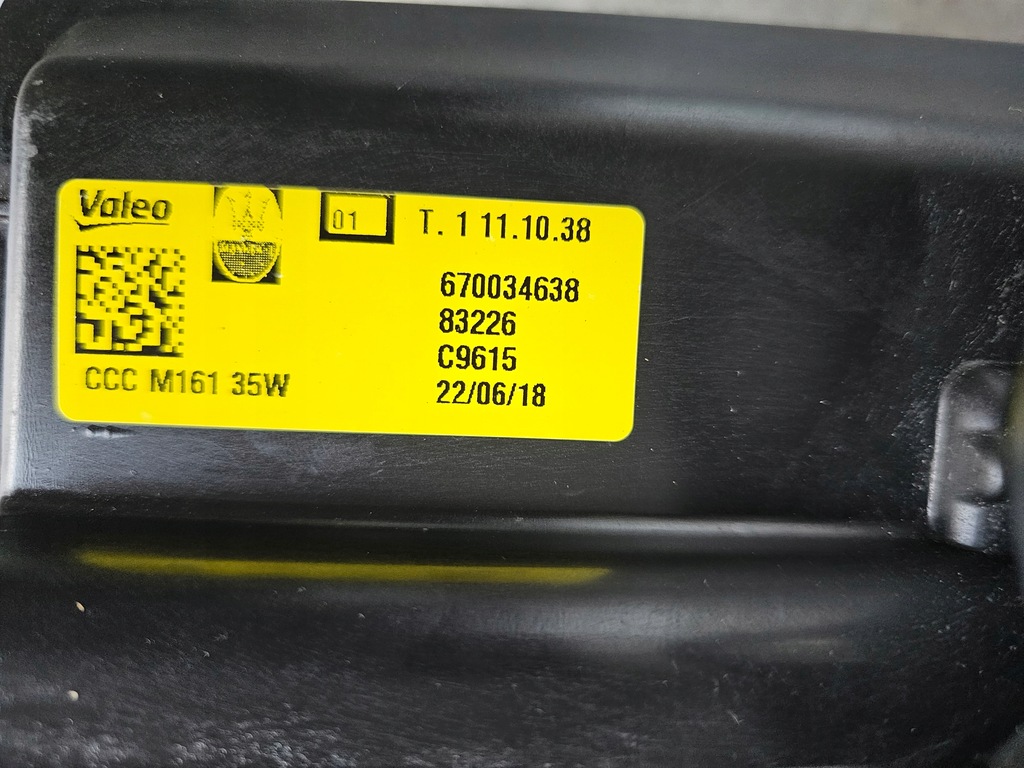 Valeo
01
T. 1 11.10.38
670034638
83226
C9615
22/06/18
CCC M161 35W